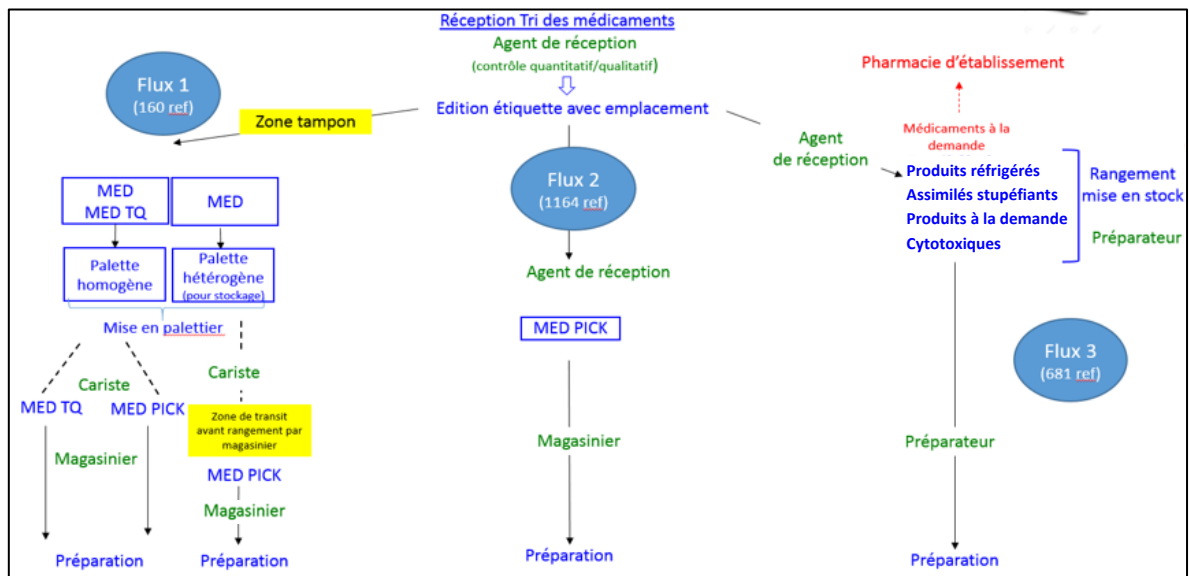 Réception Tri des médicaments
Agent de réception
(contrôle quantitatif/qualitatif)
Edition étiquette avec emplacement
Flux 1
(160 ref)
Zone tampon
MED
MED TQ
MED
Palette
homogène
Palette
hétérogène
(pour stockage)
Mise en palettier
Cariste
Cariste
MED TQ
MED PICK
Zone de transit
avant rangement par
magasinier
Magasinier
MED PICK
Magasinier
Préparation
Préparation
Flux 2
(1164 ref)
Agent de réception
MED PICK
Magasinier
Préparation
Pharmacie d'établissement
Médicaments à la
demande
Agent
de réception
Produits réfrigérés
Assimilés stupéfiants
Produits à la demande
Cytotoxiques
Rangement
mise en stock
Préparateur
Flux 3
(681 ref)
Préparateur
Préparation